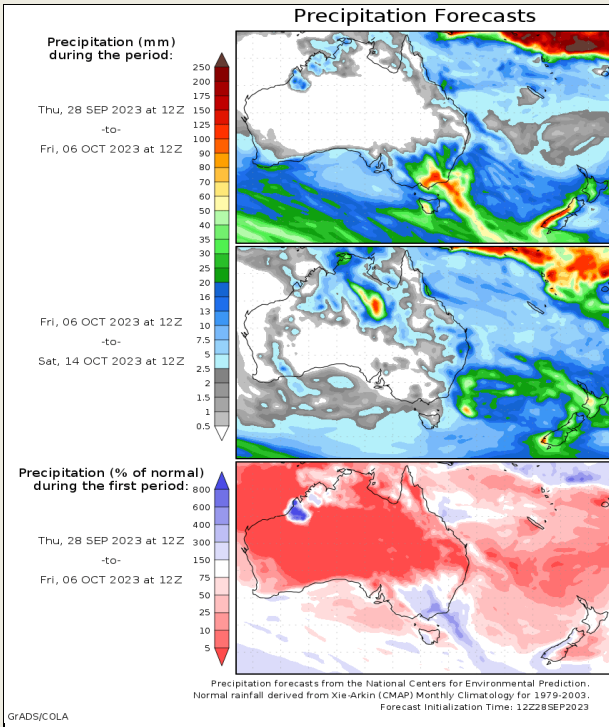 Precipitation Forecasts
Precipitation (mm)
during the period:
Thu, 28 SEP 2023 at 12Z
-to-
Fri, 06 OCT 2023 at 12Z
250
200
175
150
125
100
90
80
70
60
50
40
35
30
25
20
16
13
10
7.5
5
2.5
2
1.5
1
0.5
Fri, 06 OCT 2023 at 12Z
-to-
Sat, 14 OCT 2023 at 12Z
Precipitation (% of normal)
during the first period:
Thu, 28 SEP 2023 at 12Z
-to-
Fri, 06 OCT 2023 at 12Z
800
600
400
300
150
75
50
25
10
5
Precipitation forecasts from the National Centers for Environmental Prediction.
Normal rainfall derived from Xie-Arkin (CMAP) Monthly Climatology for 1979-2003.
Forecast Initialization Time: 12Z28SEP2023
GrADS/COLA